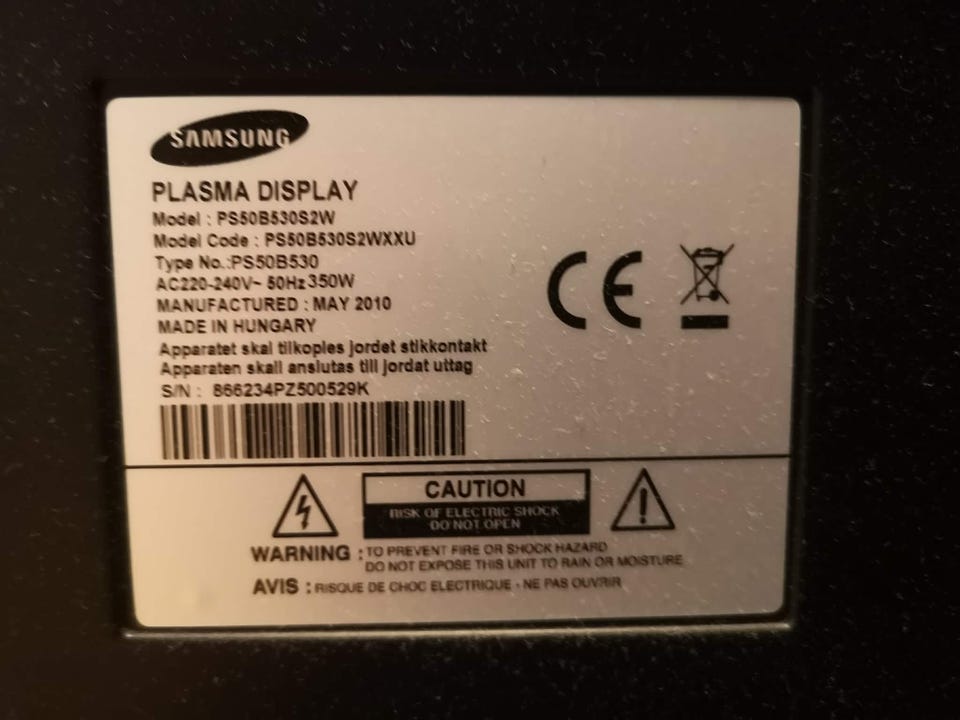 SAMSUNG
PLASMA DISPLAY
Model : PS50B530S2W
Model Code : PS50B530S2WXXU
Type No.:PS50B530
AC220-240V~ 50Hz 350W
MANUFACTURED : MAY 2010
MADE IN HUNGARY
Apparatet skal tilkoples jordet stikkontakt
Apparaten skall anslutas till jordat uttag
S/N : 866234PZ500529K
CE
CAUTION
RISK OF ELECTRIC SHOCK
DO NOT OPEN
WARNING : TO PREVENT FIRE OR SHOCK HAZARD
DO NOT EXPOSE THIS UNIT TO RAIN OR MOISTURE
AVIS : RISQUE DE CHOC ELECTRIQUE - NE PAS OUVRIR